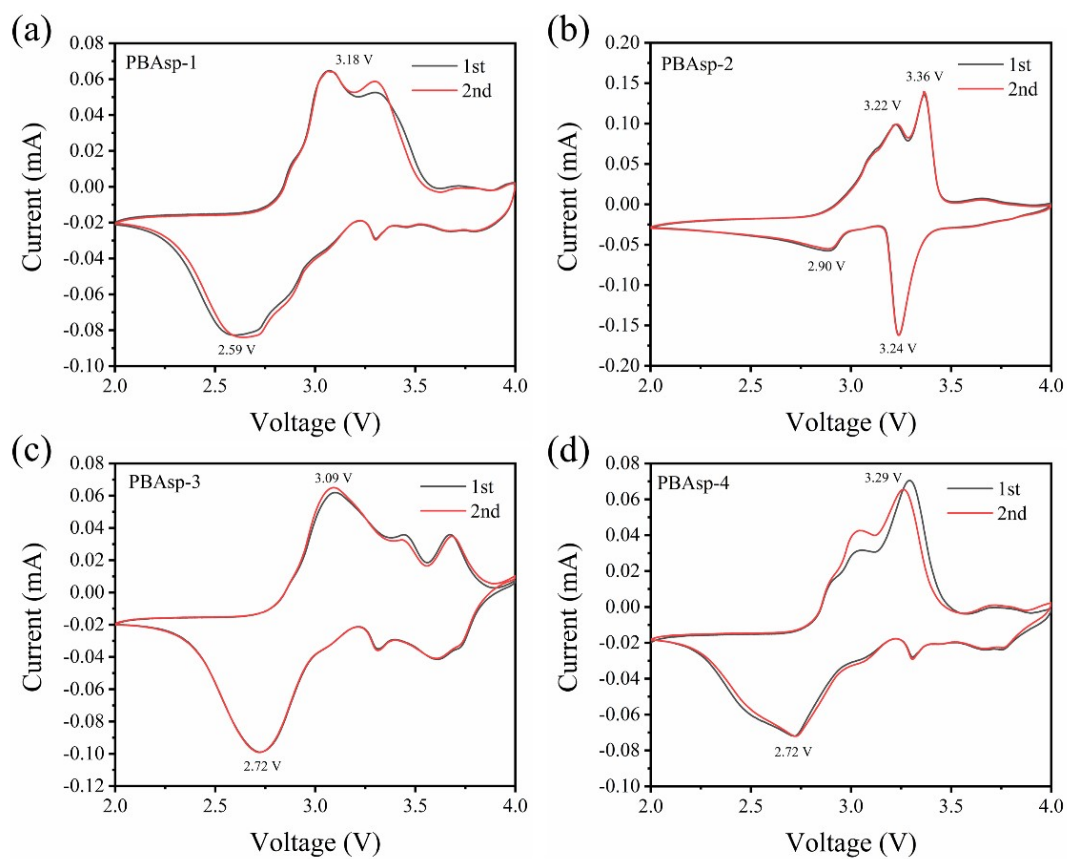 (a)
PBAsp-1
3.18 V
1st
2nd
2.59 V
0.08
0.06
0.04
0.02
0.00
-0.02
-0.04
-0.06
-0.08
-0.10
Current (mA)
2.0 2.5 3.0 3.5 4.0
Voltage (V)
(b)
PBAsp-2
3.36 V
3.22 V
1st
2nd
2.90 V
3.24 V
0.20
0.15
0.10
0.05
0.00
-0.05
-0.10
-0.15
-0.20
Current (mA)
2.0 2.5 3.0 3.5 4.0
Voltage (V)
(c)
PBAsp-3
3.09 V
1st
2nd
2.72 V
0.08
0.06
0.04
0.02
0.00
-0.02
-0.04
-0.06
-0.08
-0.10
-0.12
Current (mA)
2.0 2.5 3.0 3.5 4.0
Voltage (V)
(d)
PBAsp-4
3.29 V
1st
2nd
2.72 V
0.08
0.06
0.04
0.02
0.00
-0.02
-0.04
-0.06
-0.08
-0.10
Current (mA)
2.0 2.5 3.0 3.5 4.0
Voltage (V)